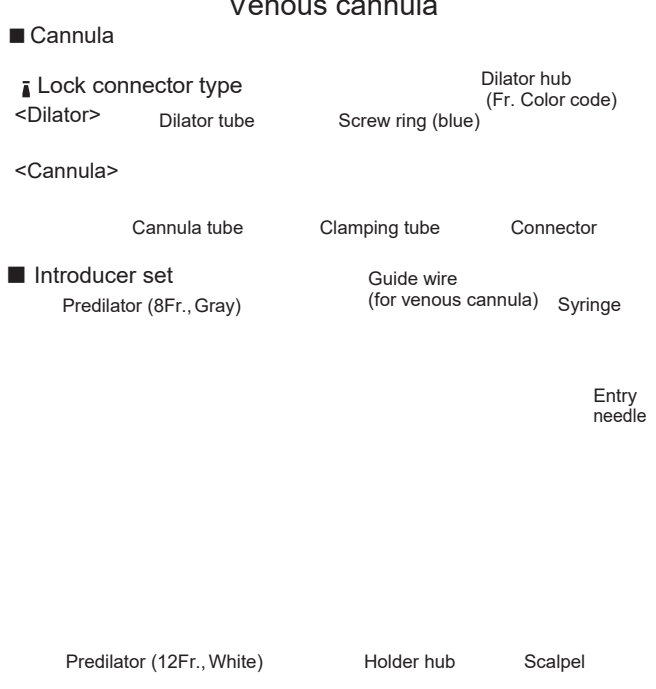 Venous cannula
■ Cannula
Lock connector type
Dilator hub
(Fr. Color code)
<Dilator>
Dilator tube
Screw ring (blue)
<Cannula>
Cannula tube
Clamping tube
Connector
■ Introducer set
Guide wire
(for venous cannula)
Predilator (8Fr., Gray)
Syringe
Entry
needle
Predilator (12Fr., White)
Holder hub
Scalpel